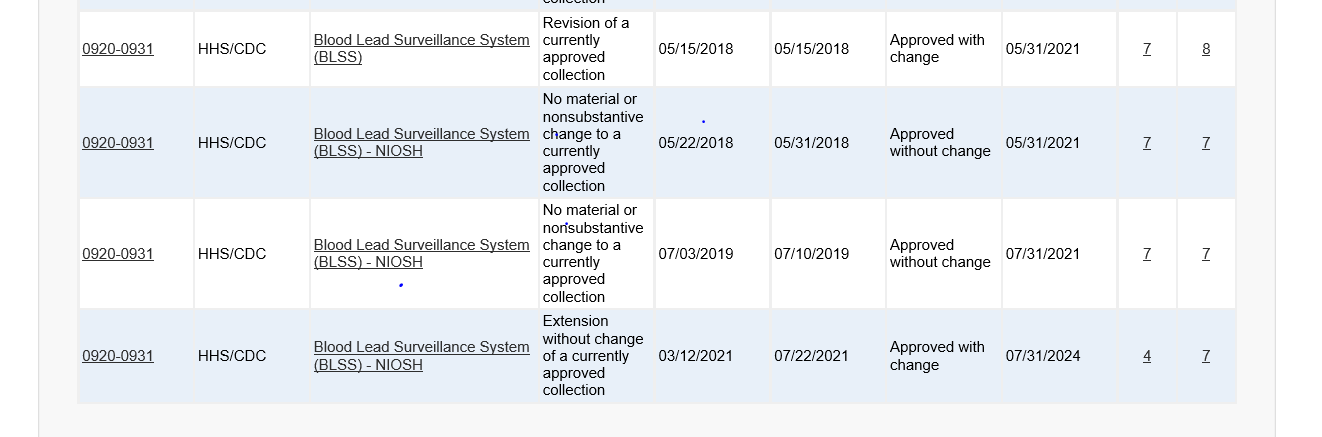 collection
0920-0931 HHS/CDC Blood Lead Surveillance System (BLSS) Revision of a currently approved collection 05/15/2018 05/15/2018 Approved with change 05/31/2021 7 8
0920-0931 HHS/CDC Blood Lead Surveillance System (BLSS) - NIOSH No material or nonsubstantive change to a currently approved collection 05/22/2018 05/31/2018 Approved without change 05/31/2021 7 7
0920-0931 HHS/CDC Blood Lead Surveillance System (BLSS) - NIOSH No material or nonsubstantive change to a currently approved collection 07/03/2019 07/10/2019 Approved without change 07/31/2021 7 7
0920-0931 HHS/CDC Blood Lead Surveillance System (BLSS) - NIOSH Extension without change of a currently approved collection 03/12/2021 07/22/2021 Approved with change 07/31/2024 4 7